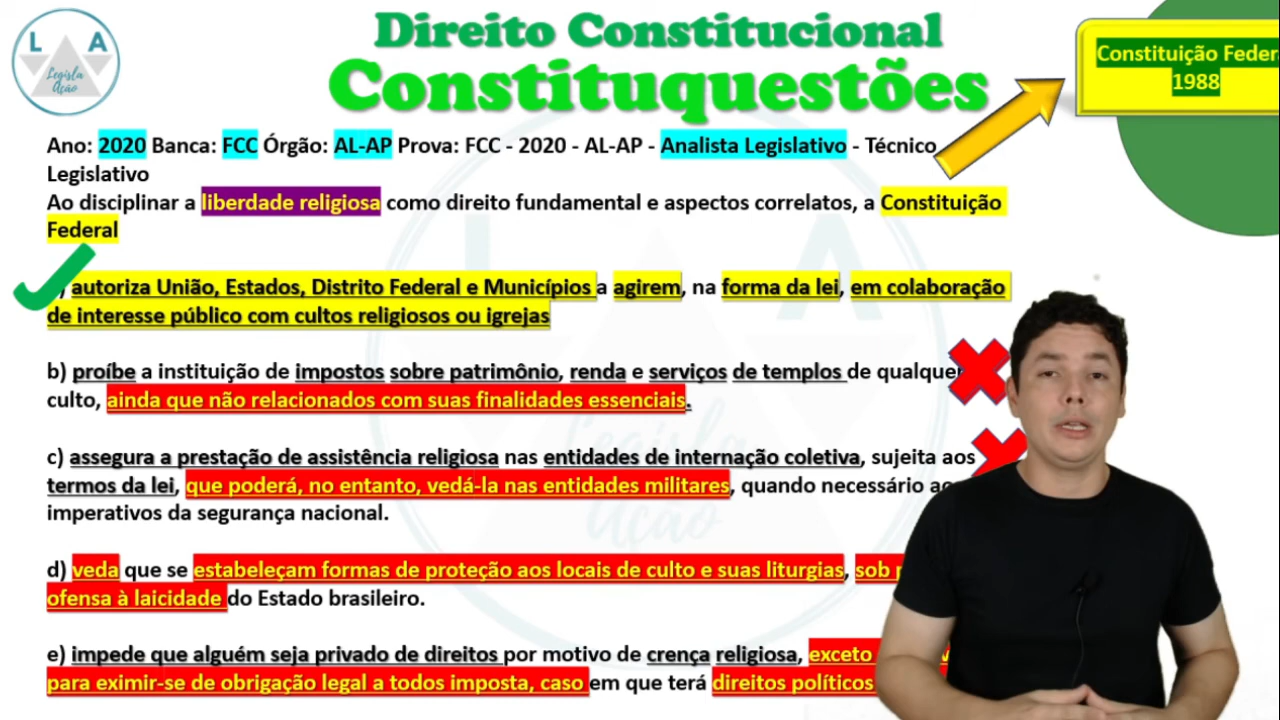 L A
Legisla
Ação
Direito Constitucional
Constituquestões
Constituição Feder
1988
Ano: 2020 Banca: FCC Órgão: AL-AP Prova: FCC - 2020 - AL-AP - Analista Legislativo - Técnico
Legislativo
Ao disciplinar a liberdade religiosa como direito fundamental e aspectos correlatos, a Constituição
Federal
) autoriza União, Estados, Distrito Federal e Municípios a agirem, na forma da lei, em colaboração
de interesse público com cultos religiosos ou igrejas
b) proíbe a instituição de impostos sobre patrimônio, renda e serviços de templos de qualquer
culto, ainda que não relacionados com suas finalidades essenciais.
c) assegura a prestação de assistência religiosa nas entidades de internação coletiva, sujeita aos
termos da lei, que poderá, no entanto, vedá-la nas entidades militares, quando necessário ao
imperativos da segurança nacional.
d) veda que se estabeleçam formas de proteção aos locais de culto e suas liturgias, sob
ofensa à laicidade do Estado brasileiro.
e) impede que alguém seja privado de direitos por motivo de crença religiosa, exceto
para eximir-se de obrigação legal a todos imposta, caso em que terá direitos políticos